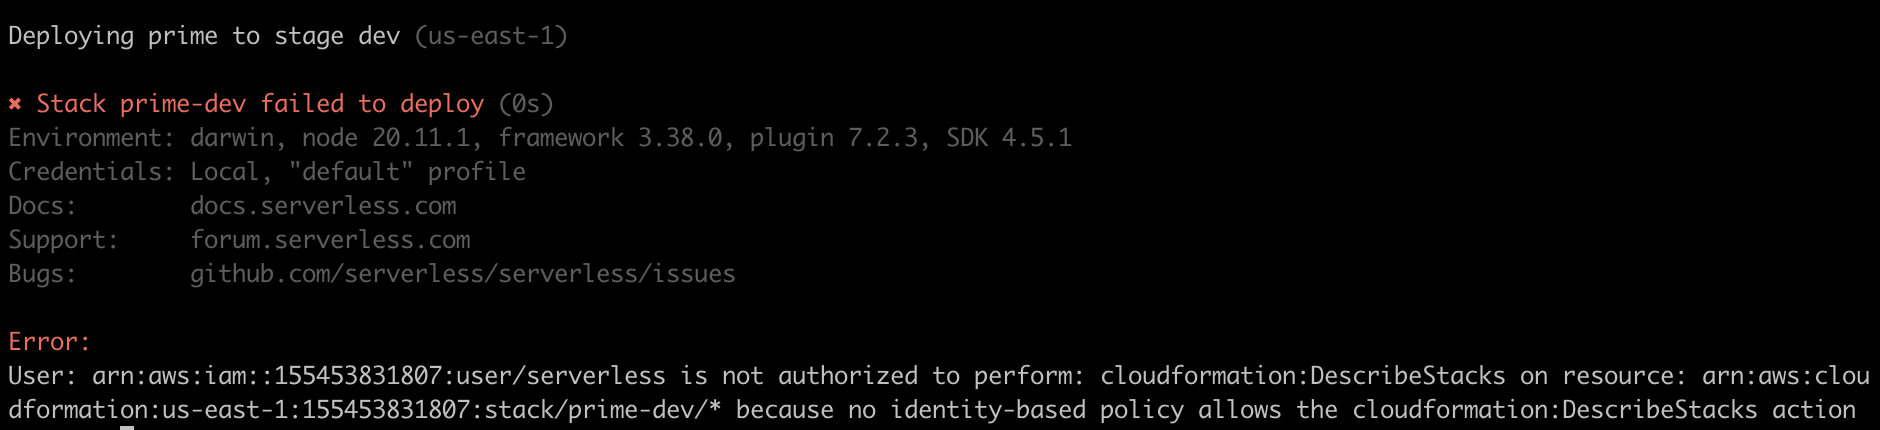 Deploying prime to stage dev (us-east-1)
✖ Stack prime-dev failed to deploy (0s)
Environment: darwin, node 20.11.1, framework 3.38.0, plugin 7.2.3, SDK 4.5.1
Credentials: Local, "default" profile
Docs:        docs.serverless.com
Support:     forum.serverless.com
Bugs:        github.com/serverless/serverless/issues
Error:
User: arn:aws:iam::155453831807:user/serverless is not authorized to perform: cloudformation:DescribeStacks on resource: arn:aws:clou
dformation:us-east-1:155453831807:stack/prime-dev/* because no identity-based policy allows the cloudformation:DescribeStacks action